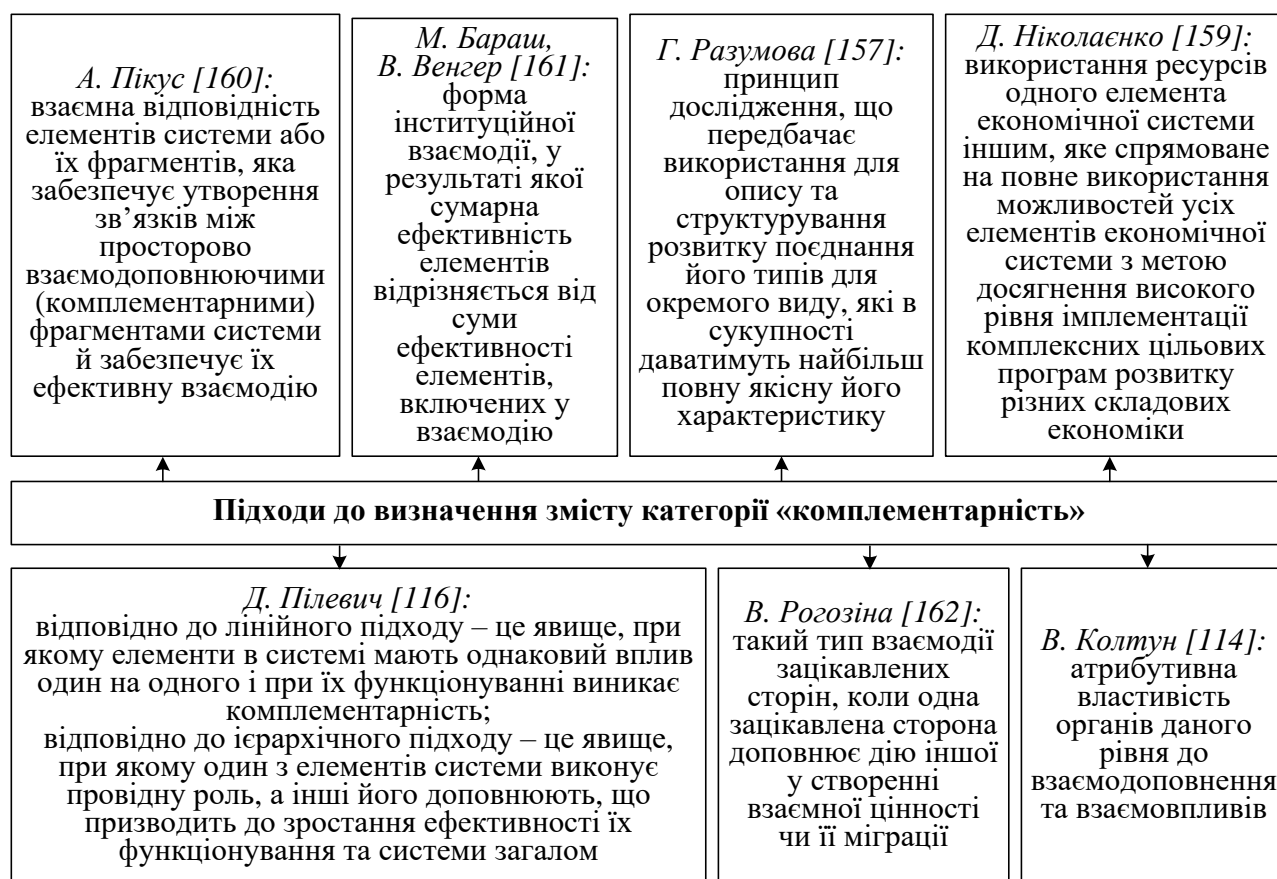 А. Пікус [160]:
взаємна відповідність
елементів системи або
їх фрагментів, яка
забезпечує утворення
зв’язків між
просторово
взаємодоповнюючими
(комплементарними)
фрагментами системи
й забезпечує їх
ефективну взаємодію
М. Бараш,
В. Венгер [161]:
форма
інституційної
взаємодії, у
результаті якої
сумарна
ефективність
елементів
відрізняється від
суми
ефективності
елементів,
включених у
взаємодію
Г. Разумова [157]:
принцип
дослідження, що
передбачає
використання для
опису та
структурування
розвитку поєднання
його типів для
окремого виду, які в
сукупності
даватимуть найбільш
повну якісну його
характеристику
Д. Ніколаєнко [159]:
використання ресурсів
одного елемента
економічної системи
іншим, яке спрямоване
на повне використання
можливостей усіх
елементів економічної
системи з метою
досягнення високого
рівня імплементації
комплексних цільових
програм розвитку
різних складових
економіки
Підходи до визначення змісту категорії «комплементарність»
Д. Пілевич [116]:
відповідно до лінійного підходу – це явище, при
якому елементи в системі мають однаковий вплив
один на одного і при їх функціонуванні виникає
комплементарність;
відповідно до ієрархічного підходу – це явище,
при якому один з елементів системи виконує
провідну роль, а інші його доповнюють, що
призводить до зростання ефективності їх
функціонування та системи загалом
В. Рогозіна [162]:
такий тип взаємодії
зацікавлених
сторін, коли одна
зацікавлена сторона
доповнює дію іншої
у створенні
взаємної цінності
чи її міграції
В. Колтун [114]:
атрибутивна
властивість
органів даного
рівня до
взаємодоповнення
та взаємовпливів